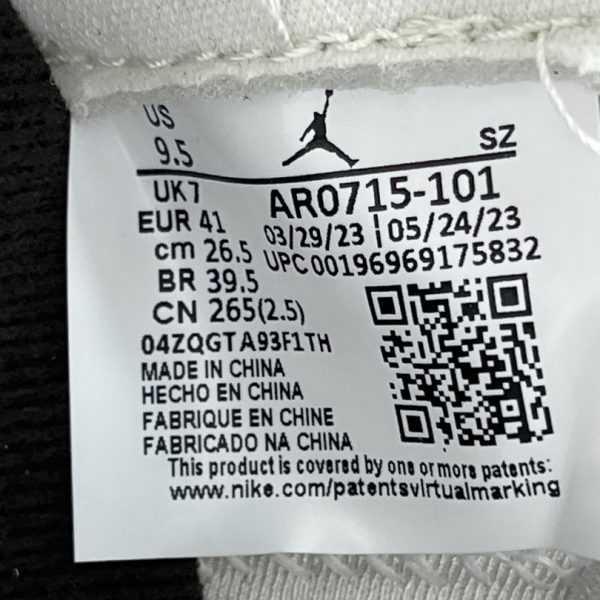 US
9.5
SZ
UK7
AR0715-101
EUR 41
03/29/23 | 05/24/23
cm 26.5
UPC00196969175832
BR 39.5
CN 265(2.5)
04ZQGTA93F1TH
MADE IN CHINA
HECHO EN CHINA
FABRIQUE EN CHINE
FABRICADO NA CHINA
This product is covered by one or more patents:
www.nike.com/patentsvirtualmarking